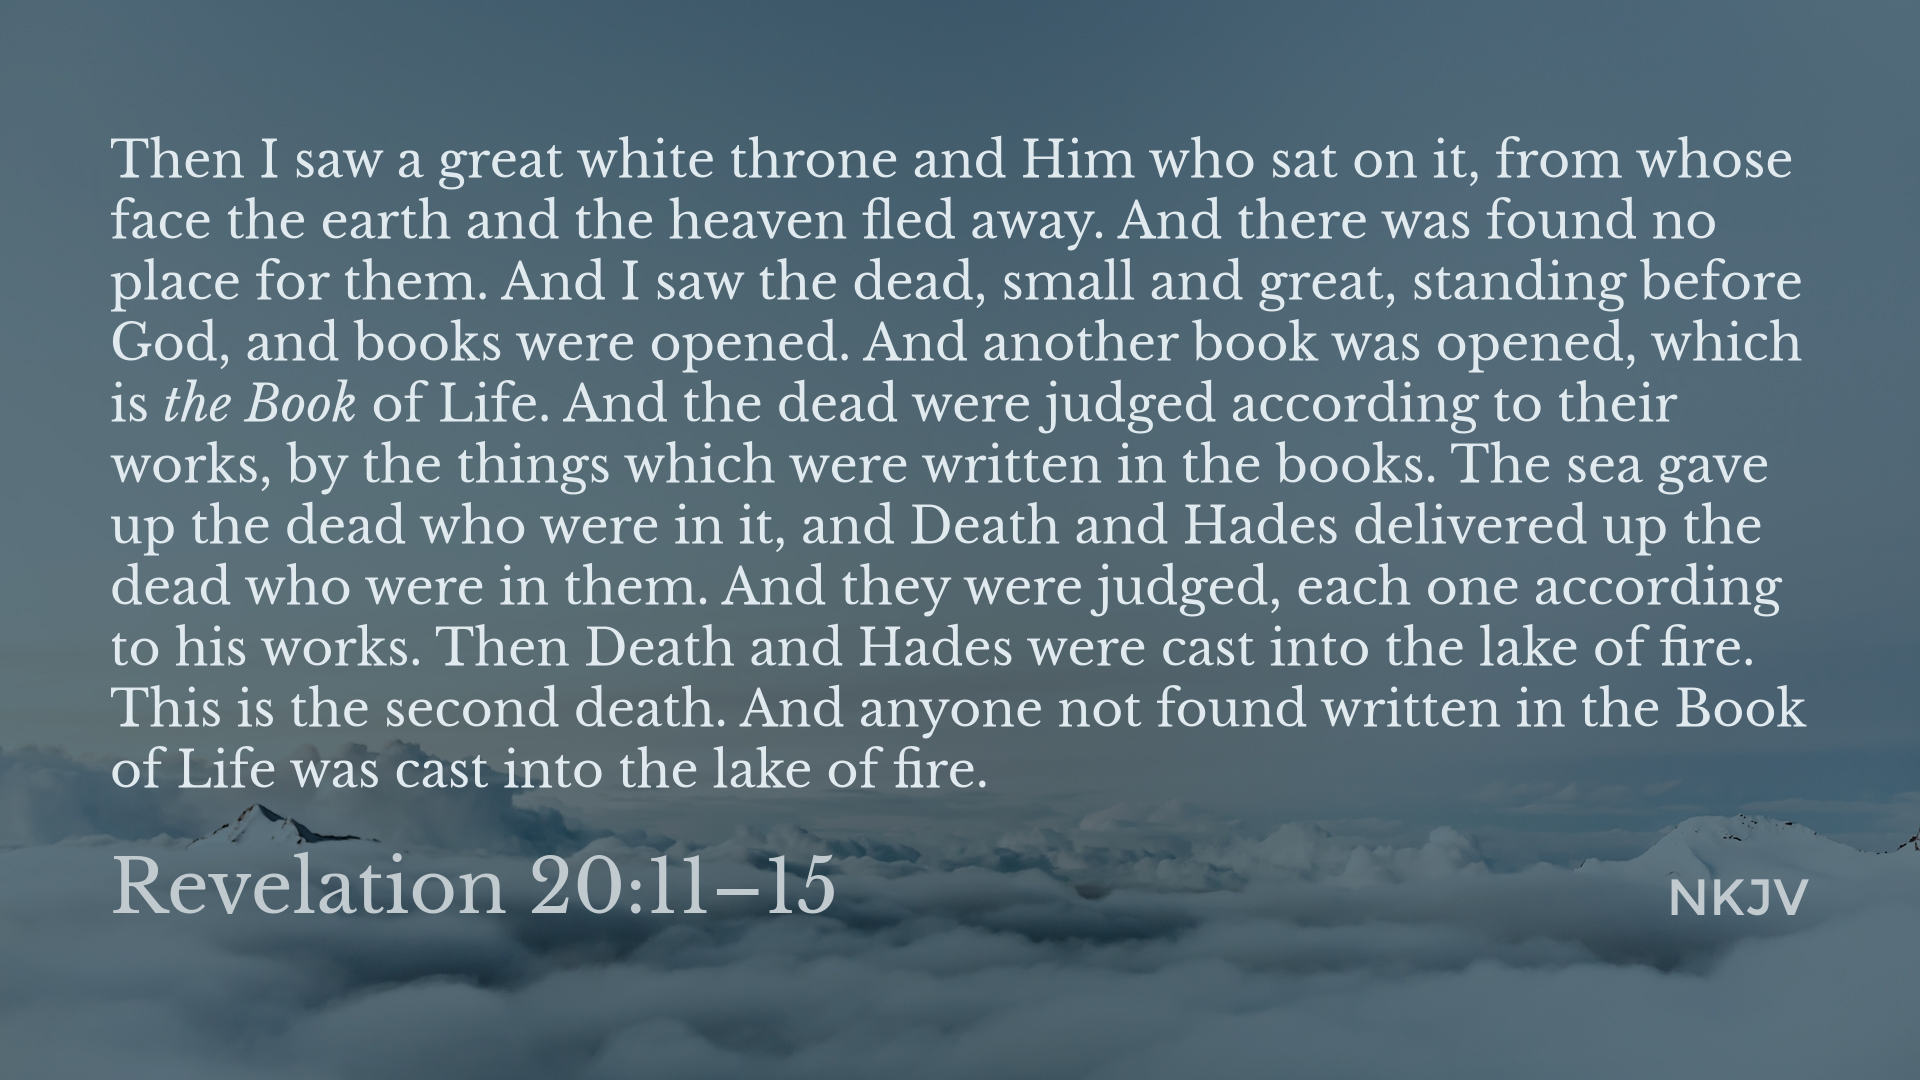 Then I saw a great white throne and Him who sat on it, from whose
face the earth and the heaven fled away. And there was found no
place for them. And I saw the dead, small and great, standing before
God, and books were opened. And another book was opened, which
is the Book of Life. And the dead were judged according to their
works, by the things which were written in the books. The sea gave
up the dead who were in it, and Death and Hades delivered up the
dead who were in them. And they were judged, each one according
to his works. Then Death and Hades were cast into the lake of fire.
This is the second death. And anyone not found written in the Book
of Life was cast into the lake of fire.
Revelation 20:11–15
NKJV